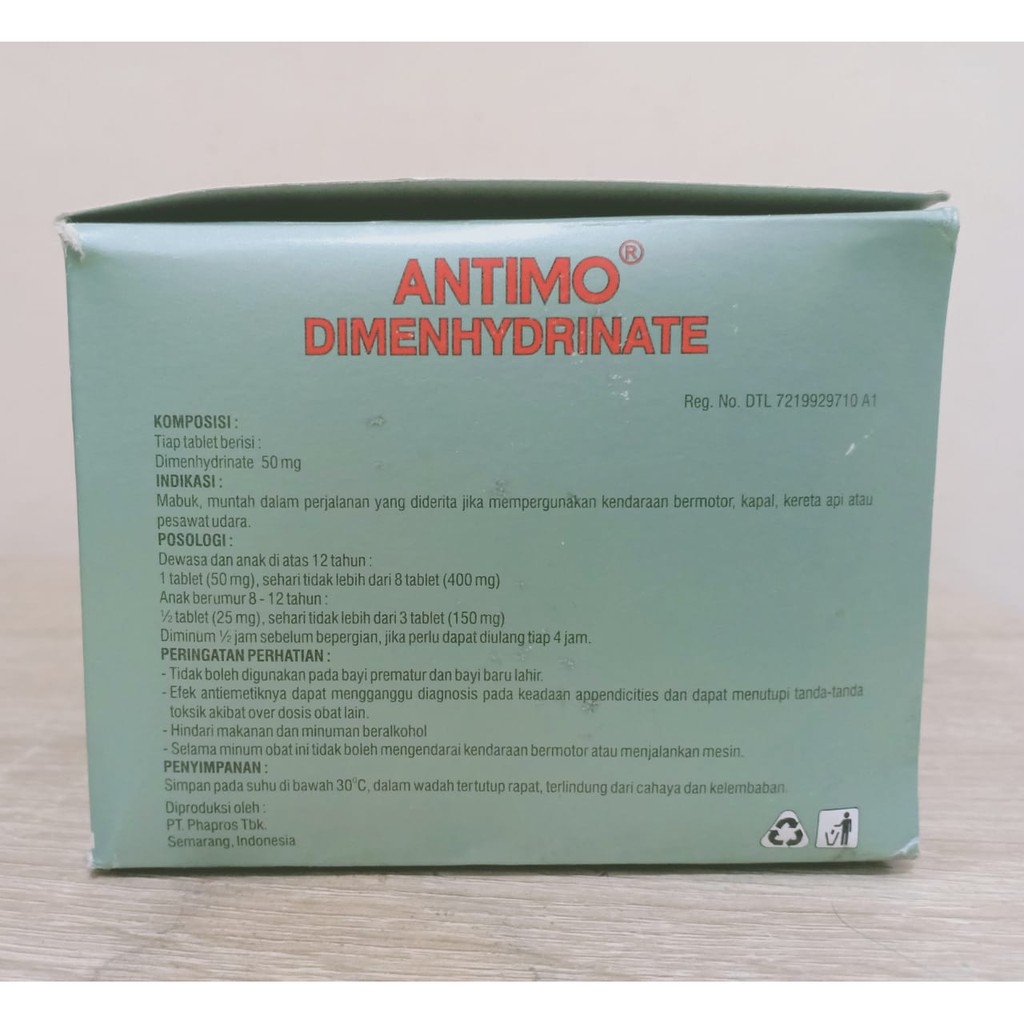 ANTIMO®
DIMENHYDRINATE
Reg. No. DTL 7219929710 A1
KOMPOSISI :
Tiap tablet berisi :
Dimenhydrinate 50 mg
INDIKASI :
Mabuk, muntah dalam perjalanan yang diderita jika mempergunakan kendaraan bermotor, kapal, kereta api atau
pesawat udara.
POSOLOGI :
Dewasa dan anak di atas 12 tahun :
1 tablet (50 mg), sehari tidak lebih dari 8 tablet (400 mg)
Anak berumur 8 - 12 tahun :
½ tablet (25 mg), sehari tidak lebih dari 3 tablet (150 mg)
Diminum ½ jam sebelum bepergian, jika perlu dapat diulang tiap 4 jam.
PERINGATAN PERHATIAN :
- Tidak boleh digunakan pada bayi prematur dan bayi baru lahir.
- Efek antiemetiknya dapat mengganggu diagnosis pada keadaan appendicities dan dapat menutupi tanda-tanda
toksik akibat over dosis obat lain.
- Hindari makanan dan minuman beralkohol
- Selama minum obat ini tidak boleh mengendarai kendaraan bermotor atau menjalankan mesin.
PENYIMPANAN :
Simpan pada suhu di bawah 30°C, dalam wadah tertutup rapat, terlindung dari cahaya dan kelembaban
Diproduksi oleh :
PT. Phapros Tbk.
Semarang, Indonesia